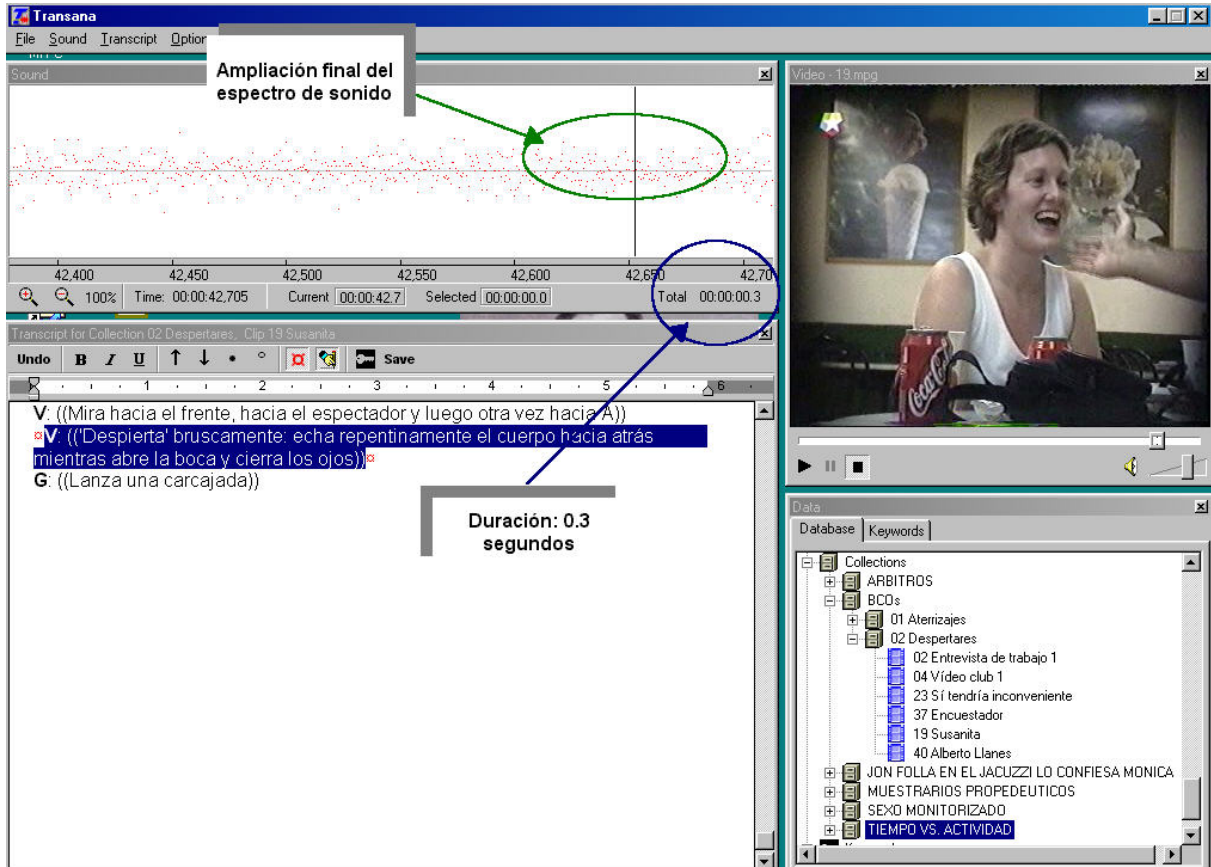 Transana
File Sound Transcript Option
Ampliación final del
espectro de sonido
Sound
42,400 42,450 42,500 42,550 42,600 42,650 42,70
100% Time: 00:00:42,705 Current 00:00:42.7 Selected 00:00:00.0 Total 00:00:00.3
Transcript for Collection 02 Despertares, Clip 19 Susanita
Undo B I U Save
1 2 3 4 5 6
V: ((Mira hacia el frente, hacia el espectador y luego otra vez hacia A))
¤V: (('Despierta' bruscamente: echa repentinamente el cuerpo hacia atrás
mientras abre la boca y cierra los ojos))¤
G: ((Lanza una carcajada))
Duración: 0.3
segundos
Video - 19.mpg
Coca-Cola
Data
Database Keywords
Collections
ARBITROS
BCOs
01 Aterrizajes
02 Despertares
02 Entrevista de trabajo 1
04 Vídeo club 1
23 Sí tendría inconveniente
37 Encuestador
19 Susanita
40 Alberto Llanes
JON FOLLA EN EL JACUZZI LO CONFIESA MONICA
MUESTRARIOS PROPEDEUTICOS
SEXO MONITORIZADO
TIEMPO VS. ACTIVIDAD